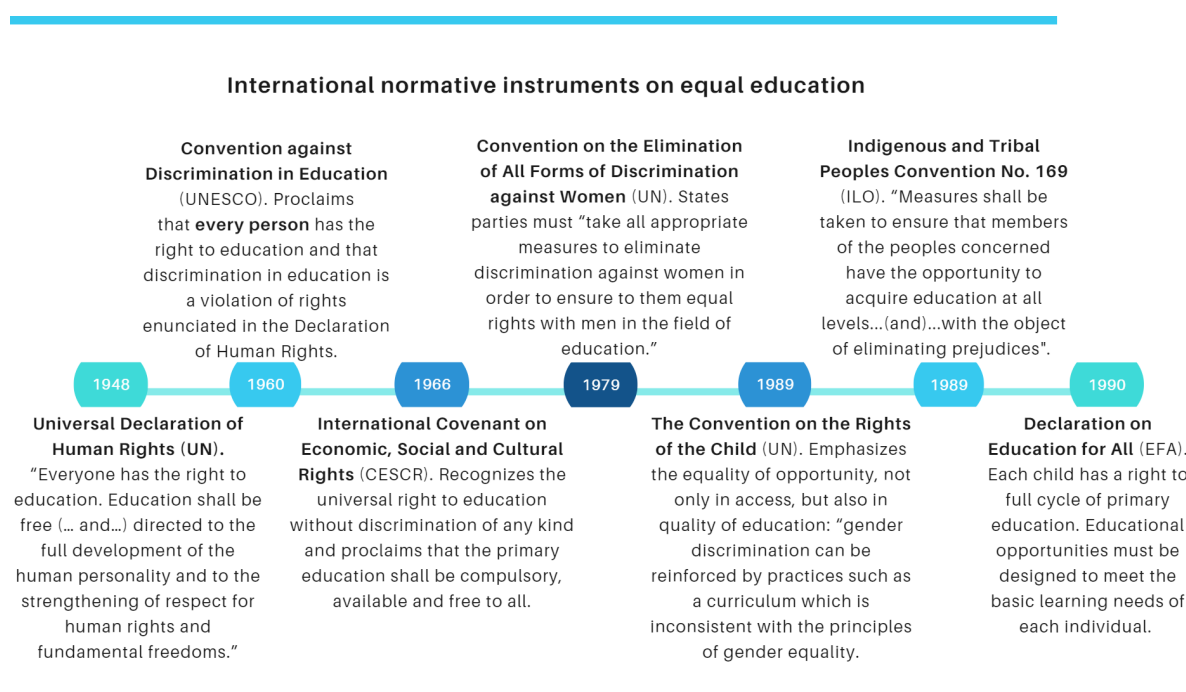 International normative instruments on equal education
Convention against
Discrimination in Education
(UNESCO). Proclaims
that every person has the
right to education and that
discrimination in education is
a violation of rights
enunciated in the Declaration
of Human Rights.
Convention on the Elimination
of All Forms of Discrimination
against Women (UN). States
parties must “take all appropriate
measures to eliminate
discrimination against women in
order to ensure to them equal
rights with men in the field of
education.”
Indigenous and Tribal
Peoples Convention No. 169
(ILO). “Measures shall be
taken to ensure that members
of the peoples concerned
have the opportunity to
acquire education at all
levels...(and)...with the object
of eliminating prejudices".
1948
1960
1966
1979
1989
1989
1990
Universal Declaration of
Human Rights (UN).
“Everyone has the right to
education. Education shall be
free (… and…) directed to the
full development of the
human personality and to the
strengthening of respect for
human rights and
fundamental freedoms.”
International Covenant on
Economic, Social and Cultural
Rights (CESCR). Recognizes the
universal right to education
without discrimination of any kind
and proclaims that the primary
education shall be compulsory,
available and free to all.
The Convention on the Rights
of the Child (UN). Emphasizes
the equality of opportunity, not
only in access, but also in
quality of education: “gender
discrimination can be
reinforced by practices such as
a curriculum which is
inconsistent with the principles
of gender equality.
Declaration on
Education for All (EFA).
Each child has a right to
full cycle of primary
education. Educational
opportunities must be
designed to meet the
basic learning needs of
each individual.